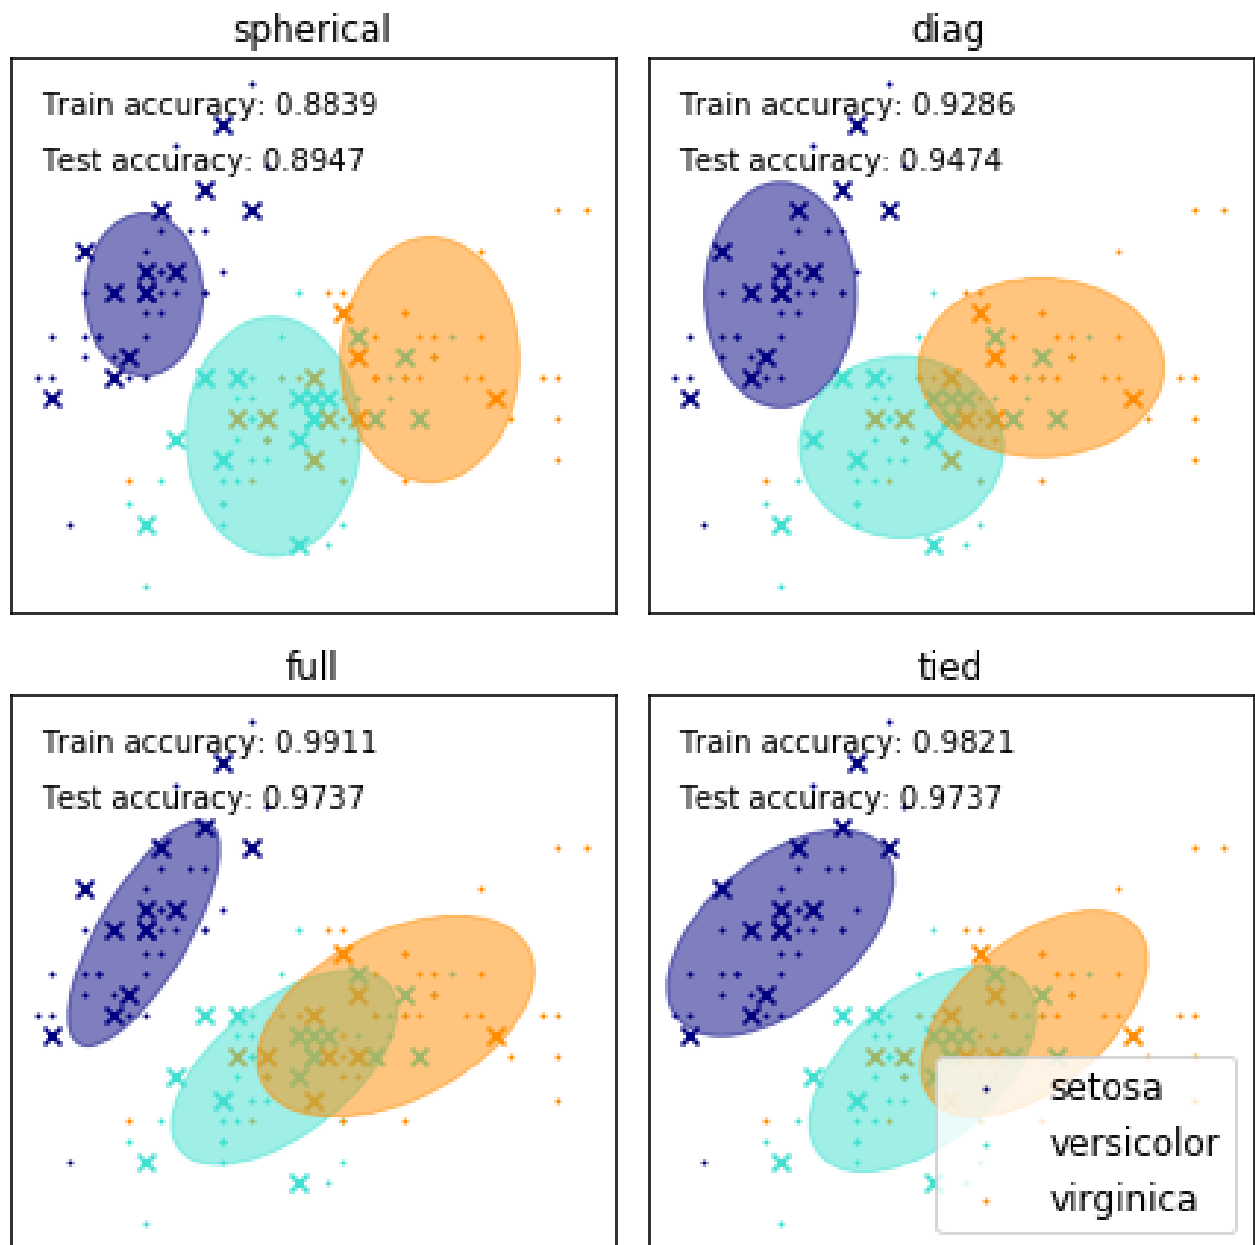 spherical
Train accuracy: 0.8839
Test accuracy: 0.8947
diag
Train accuracy: 0.9286
Test accuracy: 0.9474
full
Train accuracy: 0.9911
Test accuracy: 0.9737
tied
Train accuracy: 0.9821
Test accuracy: 0.9737
setosa
versicolor
virginica